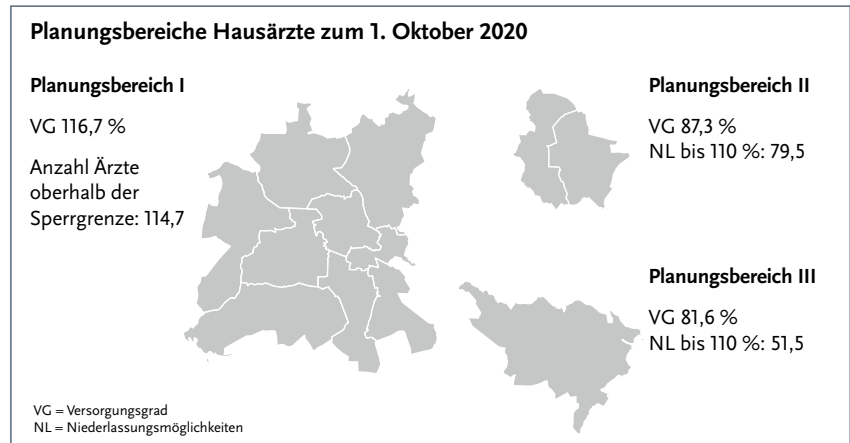 Planungsbereiche Hausärzte zum 1. Oktober 2020
Planungsbereich I
VG 116,7 %
Anzahl Ärzte
oberhalb der
Sperrgrenze: 114,7
Planungsbereich II
VG 87,3 %
NL bis 110 %: 79,5
Planungsbereich III
VG 81,6 %
NL bis 110 %: 51,5
VG = Versorgungsgrad
NL = Niederlassungsmöglichkeiten